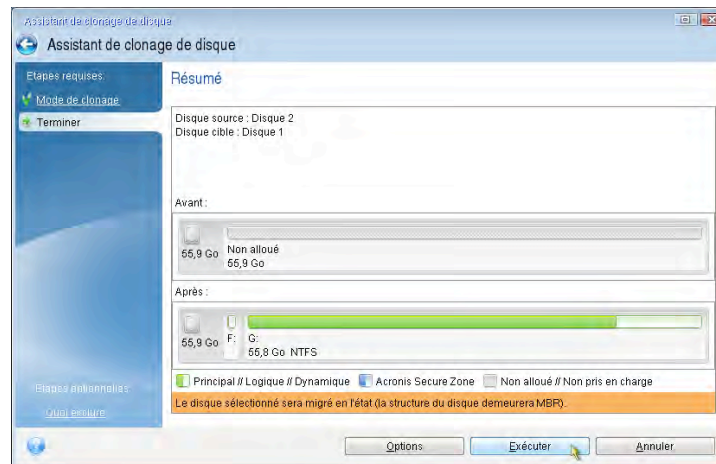 Assistant de clonage de disque
Assistant de clonage de disque
Etapes requises:
Mode de clonage
Terminer
Résumé
Disque source : Disque 2
Disque cible : Disque 1
Avant :
55,9 Go
Non alloué
55,9 Go
Après :
55,9 Go
F:
G:
55,8 Go NTFS
Principal // Logique // Dynamique
Acronis Secure Zone
Non alloué // Non pris en charge
Le disque sélectionné sera migré en l'état (la structure du disque demeurera MBR).
Etapes optionnelles:
Quoi exclure
Options
Exécuter
Annuler